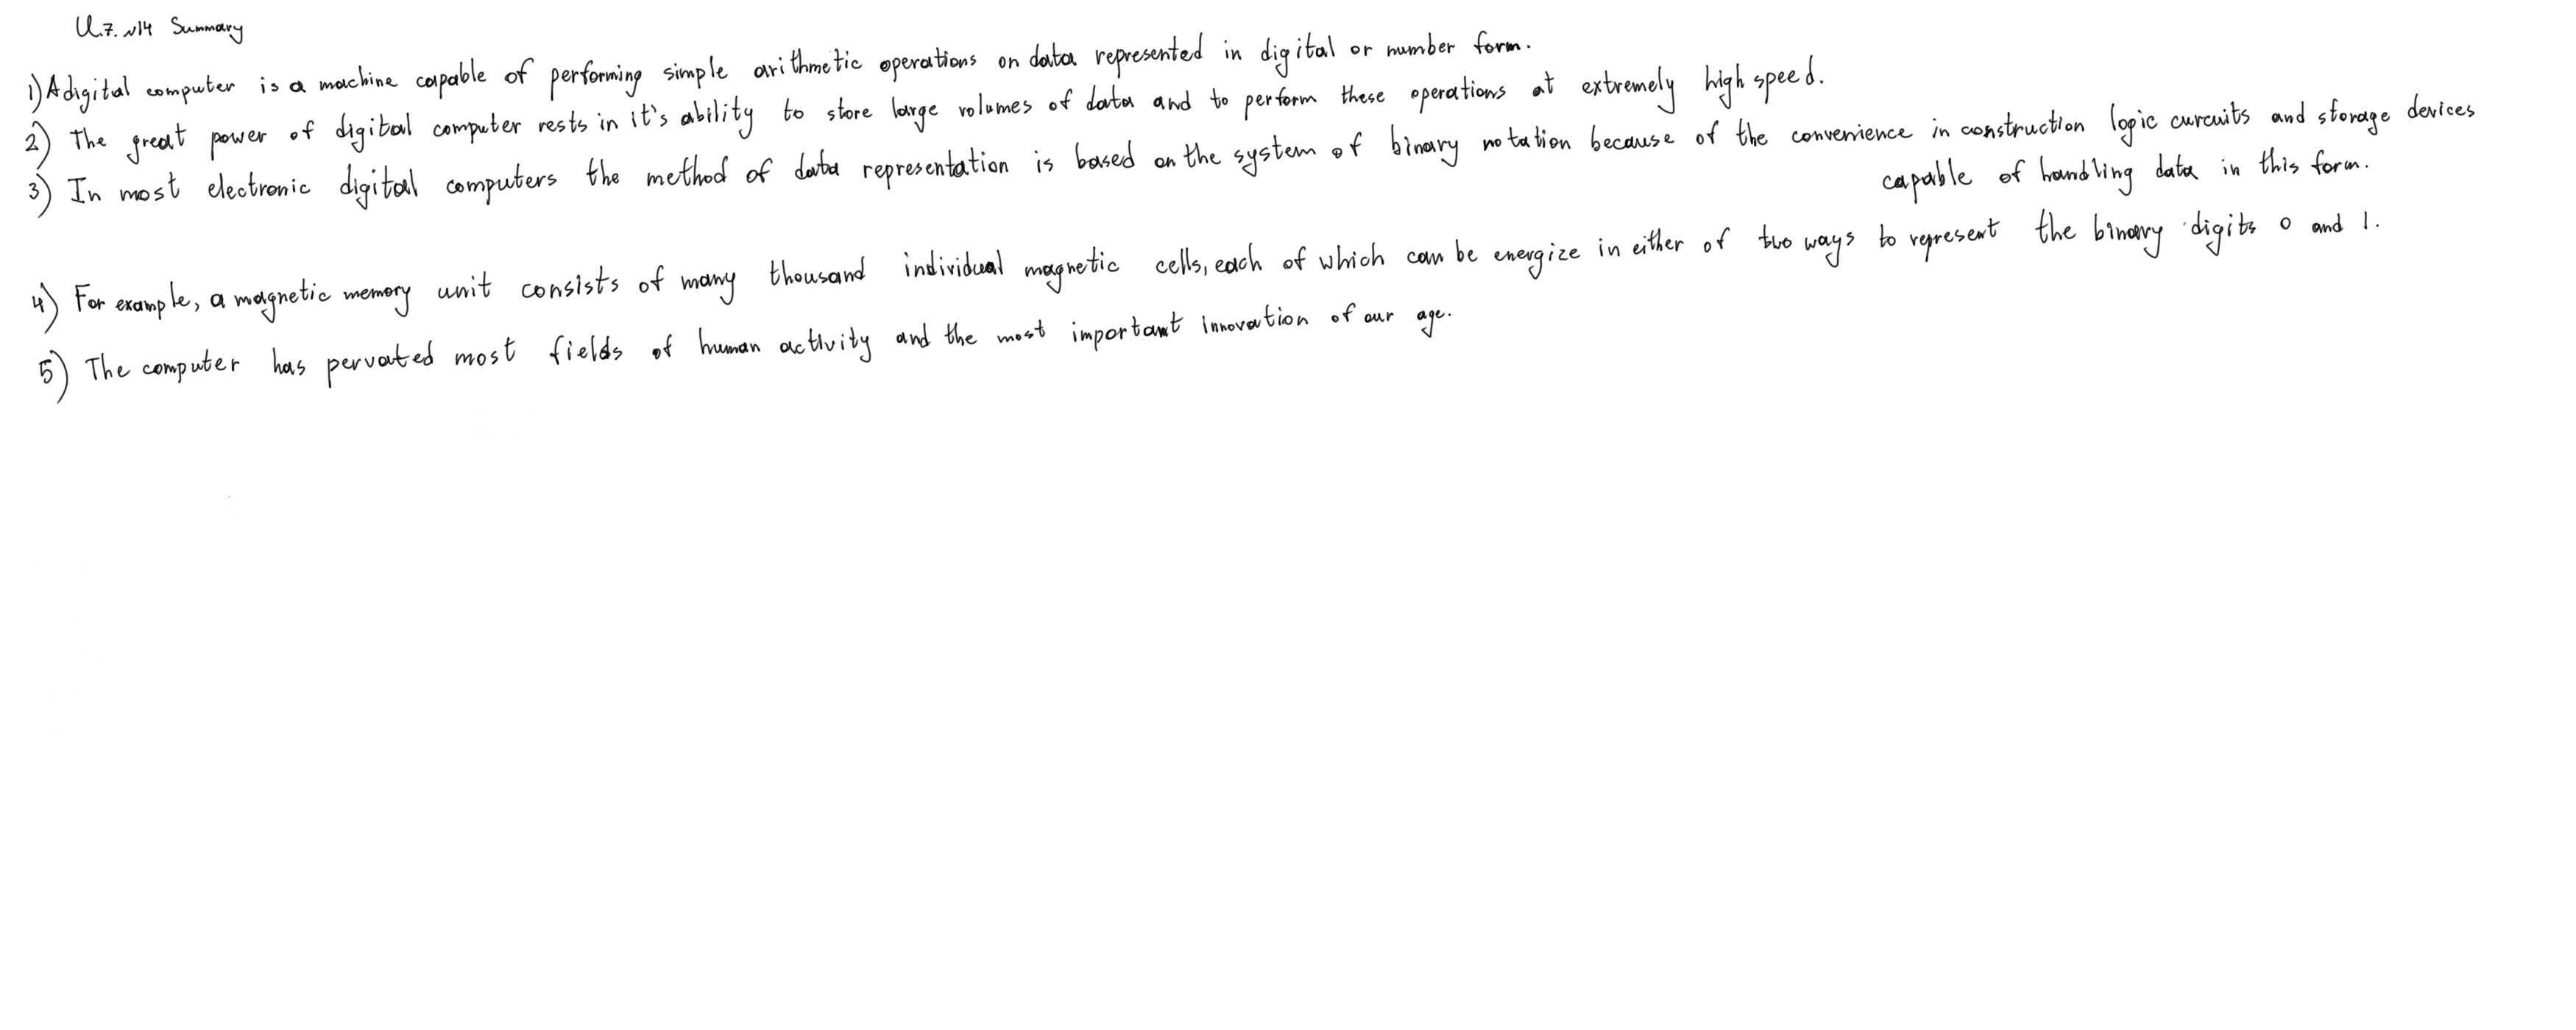 U.7. №14 Summary
1) A digital computer is a machine capable of performing simple arithmetic operations on data represented in digital or number form.
2) The great power of digital computer rests in it's ability to store large volumes of data and to perform these operations at extremely high speed.
3) In most electronic digital computers the method of data representation is based on the system of binary notation because of the convenience in construction logic curcuits and storage devices
capable of handling data in this form.
4) For example, a magnetic memory unit consists of many thousand individual magnetic cells, each of which can be energize in either of two ways to represent the binary digits 0 and 1.
5) The computer has pervated most fields of human activity and the most important innovation of our age.